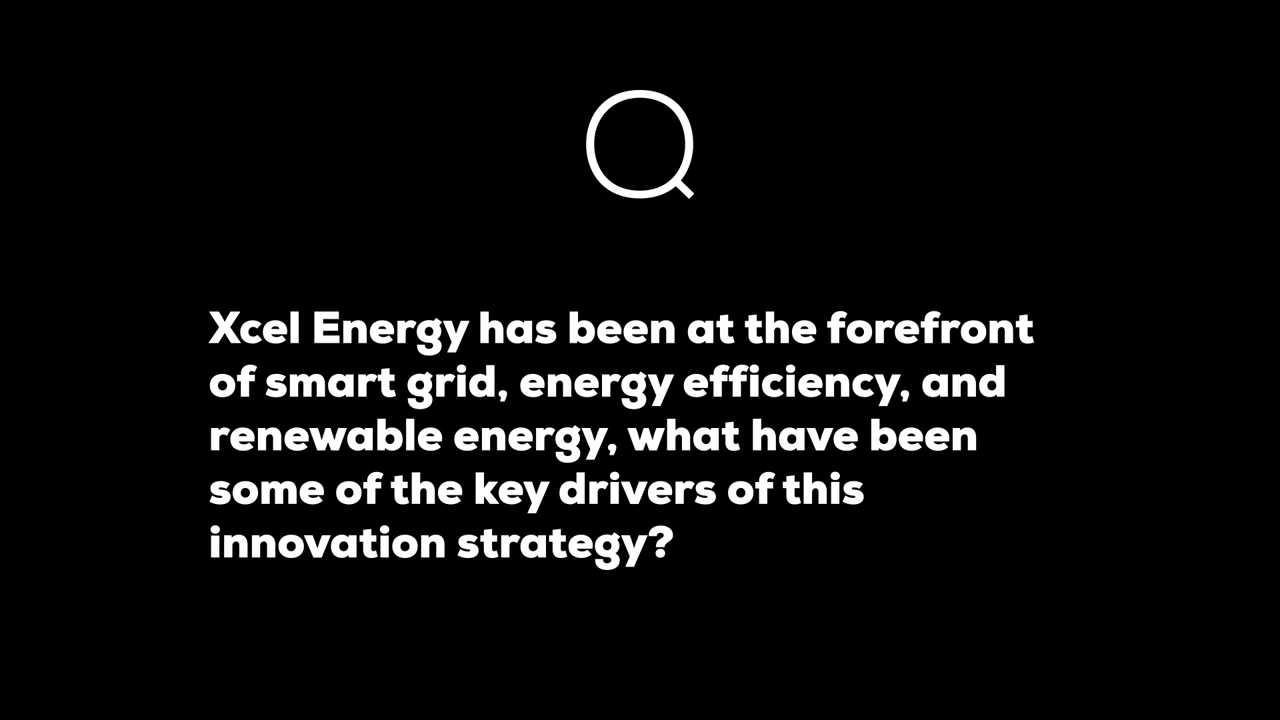 Q
Xcel Energy has been at the forefront
of smart grid, energy efficiency, and
renewable energy, what have been
some of the key drivers of this
innovation strategy?